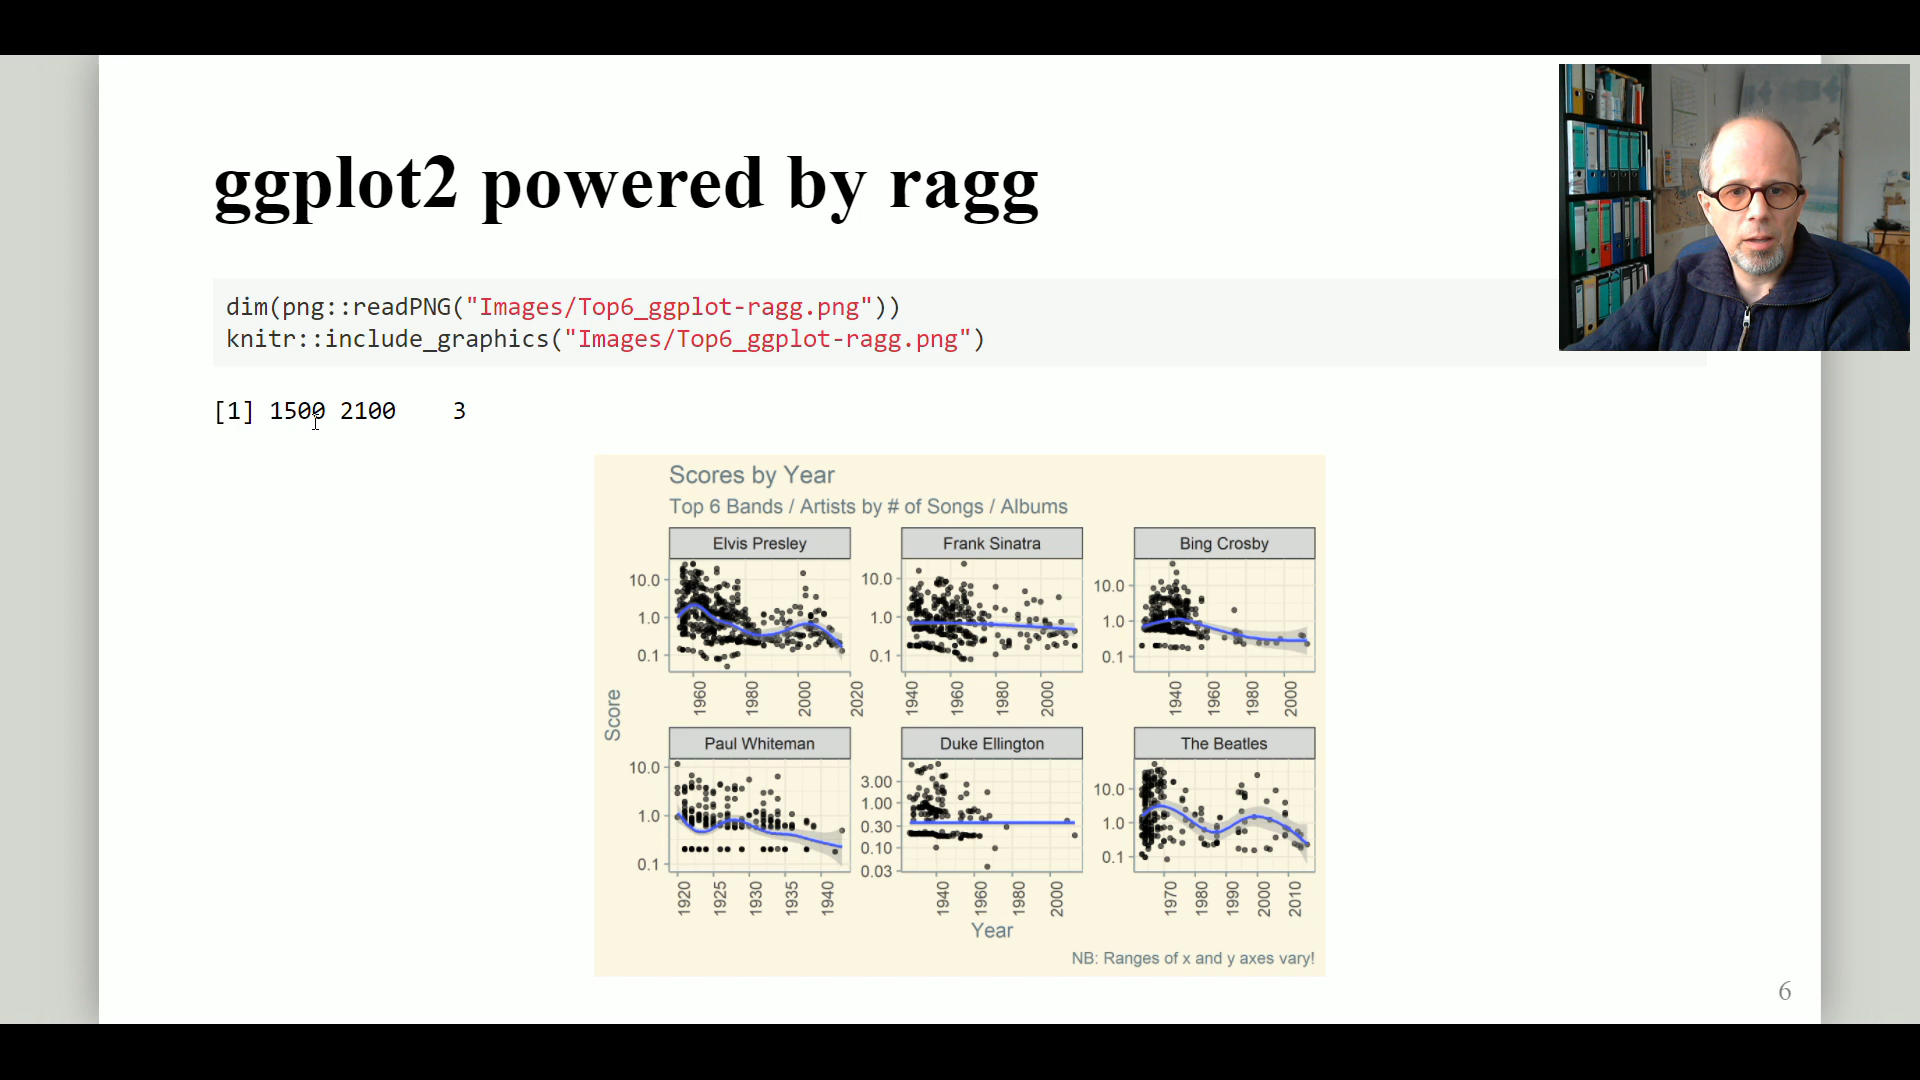 ggplot2 powered by ragg
dim(png::readPNG("Images/Top6_ggplot-ragg.png"))
knitr::include_graphics("Images/Top6_ggplot-ragg.png")
[1] 1500 2100    3
Scores by Year
Top 6 Bands / Artists by # of Songs / Albums
Elvis Presley
Frank Sinatra
Bing Crosby
10.0
1.0
0.1
10.0
1.0
0.1
10.0
1.0
0.1
1960 1980 2000 2020
1940 1960 1980 2000
1940 1960 1980 2000
Score
Paul Whiteman
Duke Ellington
The Beatles
10.0
1.0
0.1
3.00
1.00
0.30
0.10
0.03
10.0
1.0
0.1
1920 1925 1930 1935 1940
1940 1960 1980 2000
1970 1980 1990 2000 2010
Year
NB: Ranges of x and y axes vary!
6